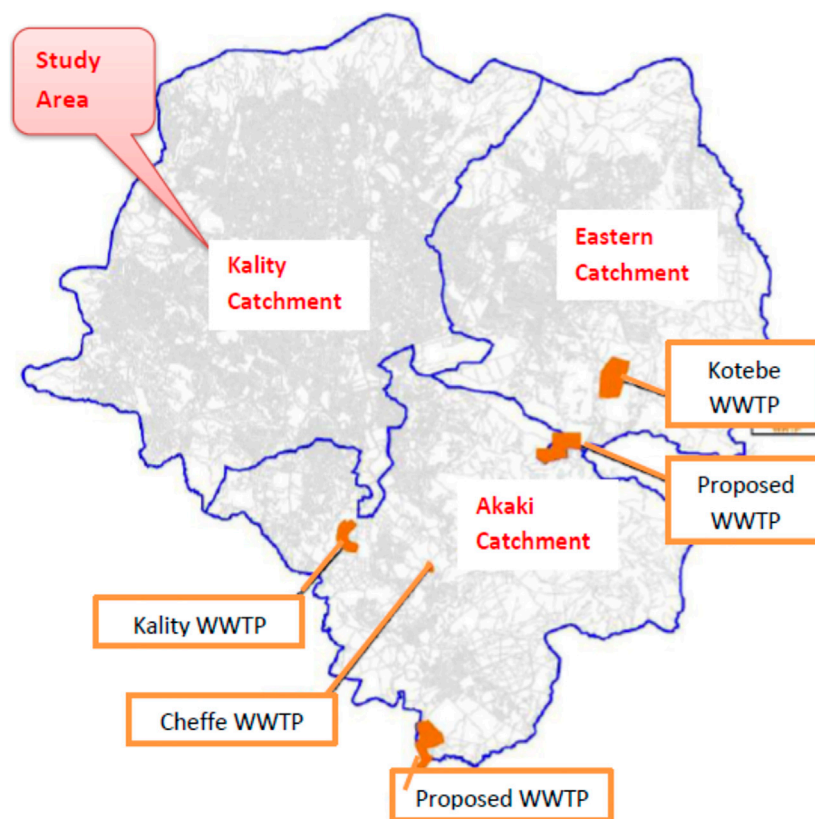 Study
Area
Kality
Catchment
Eastern
Catchment
Kotebe
WWTP
Proposed
WWTP
Akaki
Catchment
Kality WWTP
Cheffe WWTP
Proposed WWTP